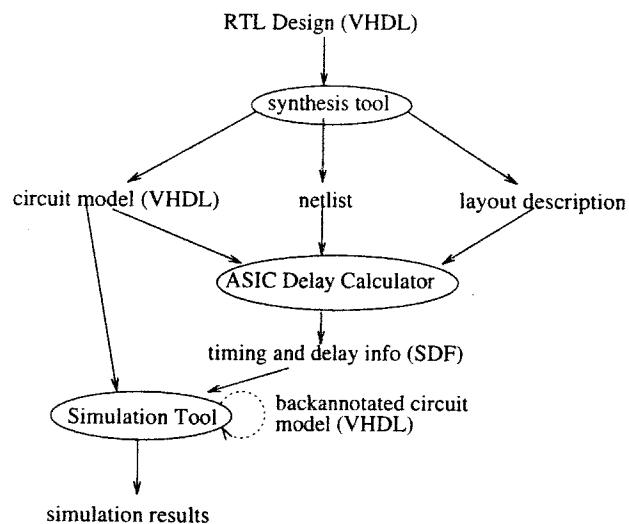 RTL Design (VHDL)
synthesis tool
circuit model (VHDL)
netlist
layout description
ASIC Delay Calculator
timing and delay info (SDF)
Simulation Tool
backannotated circuit
model (VHDL)
simulation results